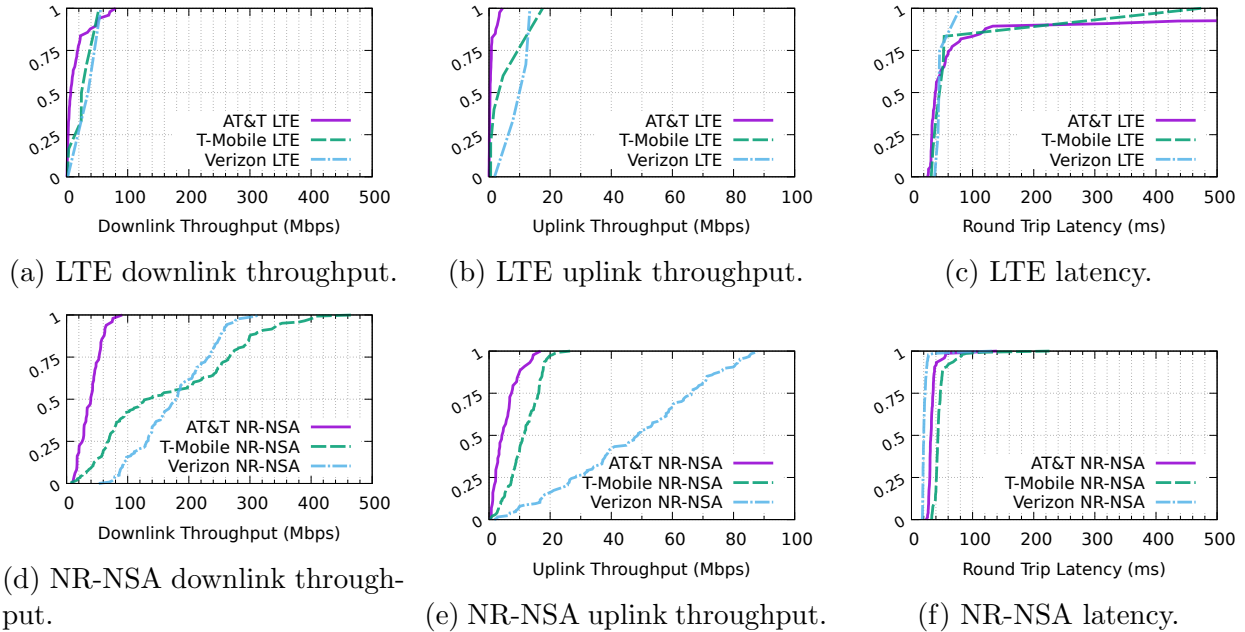 1
0.75
0.5
0.25
0
AT&T LTE
T-Mobile LTE
Verizon LTE
0 100 200 300 400 500
Downlink Throughput (Mbps)
(a) LTE downlink throughput.
1
0.75
0.5
0.25
0
AT&T LTE
T-Mobile LTE
Verizon LTE
0 20 40 60 80 100
Uplink Throughput (Mbps)
(b) LTE uplink throughput.
1
0.75
0.5
0.25
0
AT&T LTE
T-Mobile LTE
Verizon LTE
0 100 200 300 400 500
Round Trip Latency (ms)
(c) LTE latency.
1
0.75
0.5
0.25
0
AT&T NR-NSA
T-Mobile NR-NSA
Verizon NR-NSA
0 100 200 300 400 500
Downlink Throughput (Mbps)
(d) NR-NSA downlink through-
put.
1
0.75
0.5
0.25
0
AT&T NR-NSA
T-Mobile NR-NSA
Verizon NR-NSA
0 20 40 60 80 100
Uplink Throughput (Mbps)
(e) NR-NSA uplink throughput.
1
0.75
0.5
0.25
0
AT&T NR-NSA
T-Mobile NR-NSA
Verizon NR-NSA
0 100 200 300 400 500
Round Trip Latency (ms)
(f) NR-NSA latency.